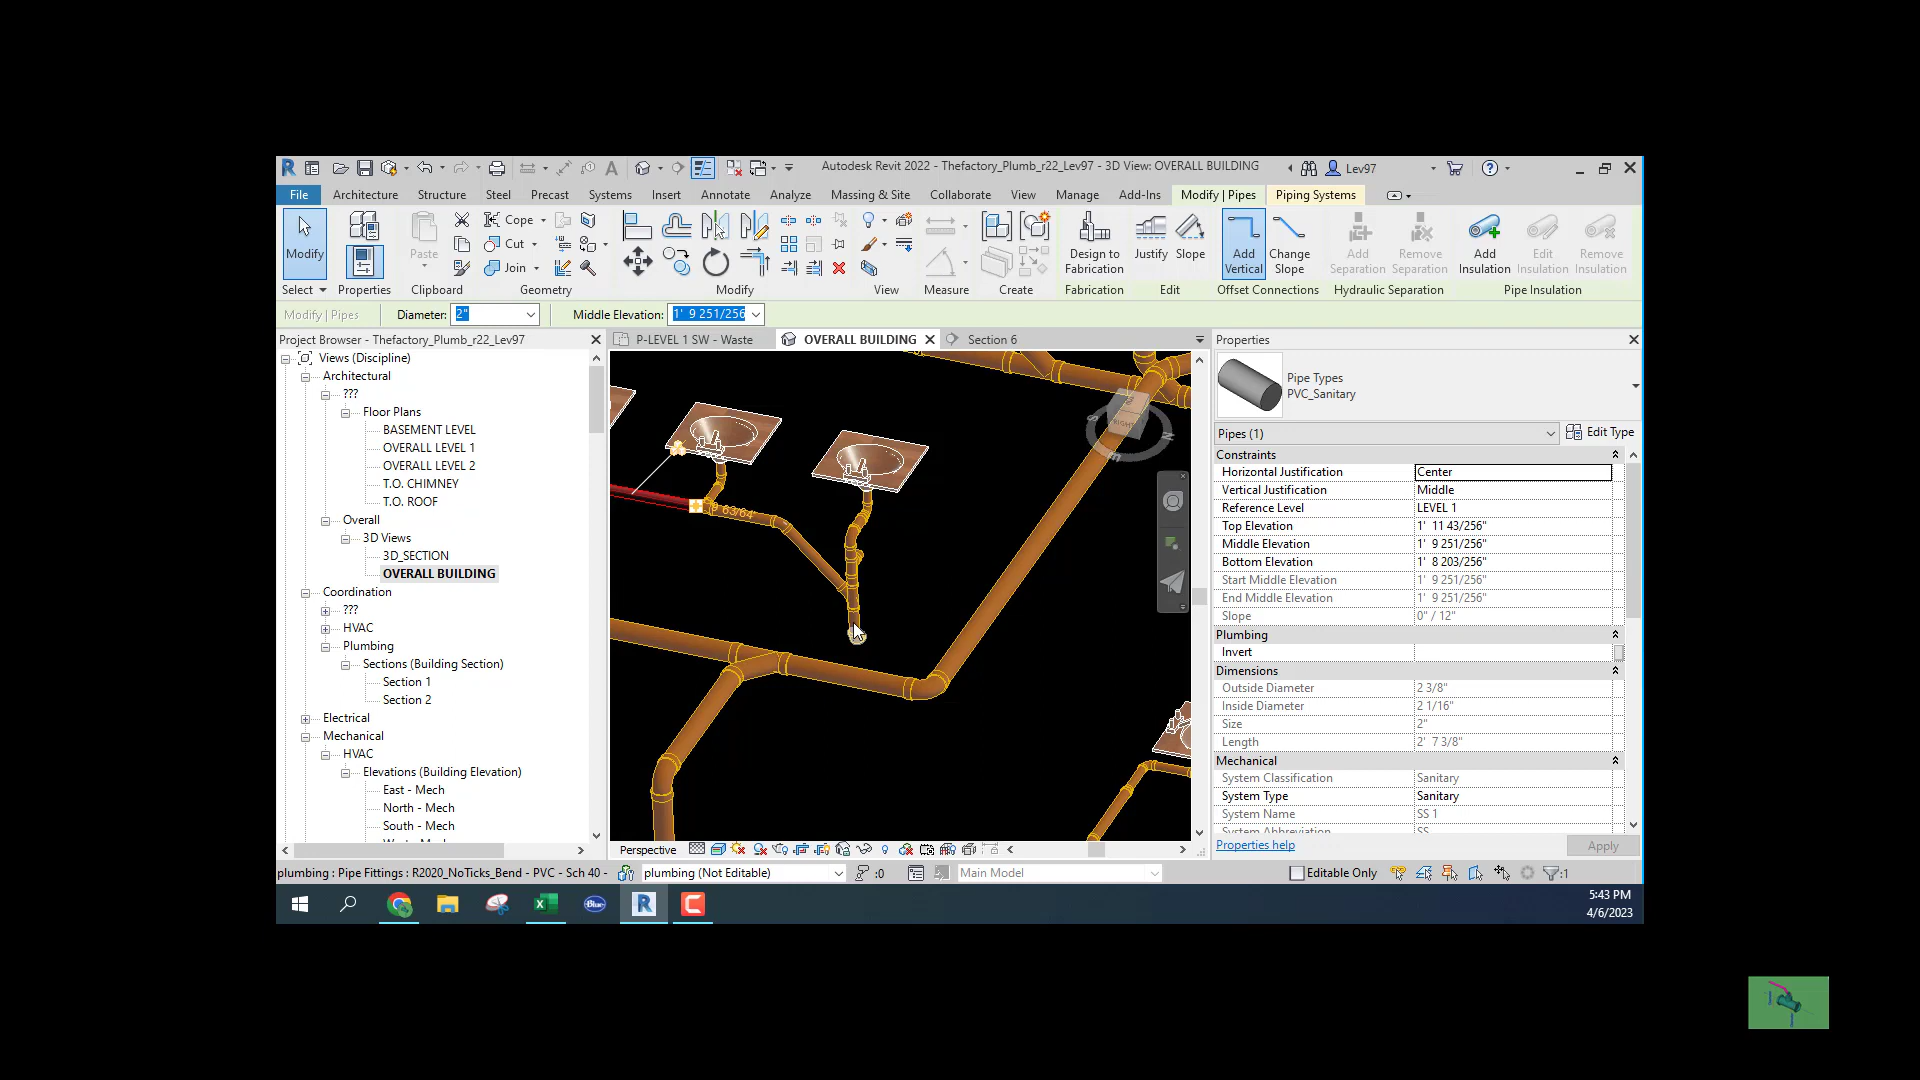 Autodesk Revit 2022 - Thefactory_Plumb_r22_Lev97 - 3D View: OVERALL BUILDING
Lev97
File Architecture Structure Steel Precast Systems Insert Annotate Analyze Massing & Site Collaborate View Manage Add-Ins Modify | Pipes Piping Systems
Modify
Paste
Cope
Cut
Join
Design to Fabrication
Justify
Slope
Add Vertical
Change Slope
Add Separation
Remove Separation
Add Insulation
Edit Insulation
Remove Insulation
Select Properties Clipboard Geometry Modify View Measure Create Fabrication Edit Offset Connections Hydraulic Separation Pipe Insulation
Modify | Pipes Diameter: 2" Middle Elevation: 1' 9 251/256
Project Browser - Thefactory_Plumb_r22_Lev97
Views (Discipline)
Architectural
???
Floor Plans
BASEMENT LEVEL
OVERALL LEVEL 1
OVERALL LEVEL 2
T.O. CHIMNEY
T.O. ROOF
Overall
3D Views
3D_SECTION
OVERALL BUILDING
Coordination
???
HVAC
Plumbing
Sections (Building Section)
Section 1
Section 2
Electrical
Mechanical
HVAC
Elevations (Building Elevation)
East - Mech
North - Mech
South - Mech
P-LEVEL 1 SW - Waste OVERALL BUILDING Section 6
9 63/64
RIGHT
Perspective
Properties
Pipe Types
PVC_Sanitary
Pipes (1) Edit Type
Constraints
Horizontal Justification Center
Vertical Justification Middle
Reference Level LEVEL 1
Top Elevation 1' 11 43/256"
Middle Elevation 1' 9 251/256"
Bottom Elevation 1' 8 203/256"
Start Middle Elevation 1' 9 251/256"
End Middle Elevation 1' 9 251/256"
Slope 0" / 12"
Plumbing
Invert
Dimensions
Outside Diameter 2 3/8"
Inside Diameter 2 1/16"
Size 2"
Length 2' 7 3/8"
Mechanical
System Classification Sanitary
System Type Sanitary
System Name SS 1
System Abbreviation SS
Properties help Apply
plumbing : Pipe Fittings : R2020_NoTicks_Bend - PVC - Sch 40 - plumbing (Not Editable) :0 Main Model Editable Only :1
Blue
5:43 PM
4/6/2023